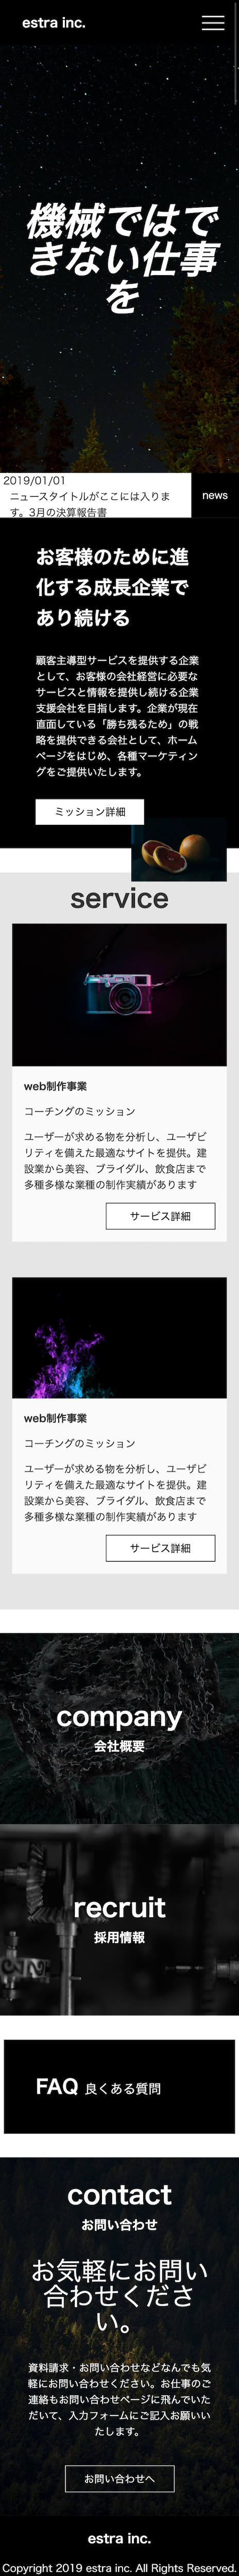 estra inc.
機械ではで
きない仕事
を
2019/01/01
ニュースタイトルがここには入りま
す。3月の決算報告書
news
お客様のために進
化する成長企業で
あり続ける
顧客主導型サービスを提供する企業
として、お客様の会社経営に必要な
サービスと情報を提供し続ける企業
支援会社を目指します。企業が現在
直面している「勝ち残るため」の戦
略を提供できる会社として、ホーム
ページをはじめ、各種マーケティン
グをご提供いたします。
ミッション詳細
service
web制作事業
コーチングのミッション
ユーザーが求める物を分析し、ユーザビ
リティを備えた最適なサイトを提供。建
設業から美容、ブライダル、飲食店まで
多種多様な業種の制作実績があります
サービス詳細
web制作事業
コーチングのミッション
ユーザーが求める物を分析し、ユーザビ
リティを備えた最適なサイトを提供。建
設業から美容、ブライダル、飲食店まで
多種多様な業種の制作実績があります
サービス詳細
company
会社概要
recruit
採用情報
FAQ 良くある質問
contact
お問い合わせ
お気軽にお問い
合わせくださ
い。
資料請求・お問い合わせなどなんでも気
軽にお問い合わせください。お仕事のご
連絡もお問い合わせページに飛んでいた
だいて、入力フォームにご記入お願いい
たします。
お問い合わせへ
estra inc.
Copyright 2019 estra inc. All Rights Reserved.